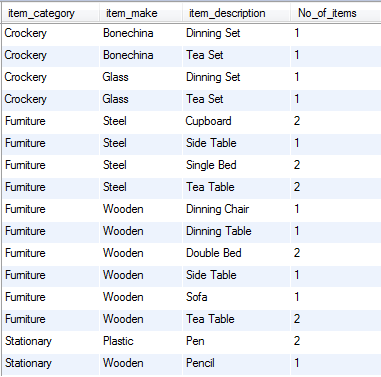 item_category item_make item_description No_of_items
Crockery Bonechina Dinning Set 1
Crockery Bonechina Tea Set 1
Crockery Glass Dinning Set 1
Crockery Glass Tea Set 1
Furniture Steel Cupboard 2
Furniture Steel Side Table 1
Furniture Steel Single Bed 2
Furniture Steel Tea Table 2
Furniture Wooden Dinning Chair 1
Furniture Wooden Dinning Table 1
Furniture Wooden Double Bed 2
Furniture Wooden Side Table 1
Furniture Wooden Sofa 1
Furniture Wooden Tea Table 2
Stationary Plastic Pen 2
Stationary Wooden Pencil 1